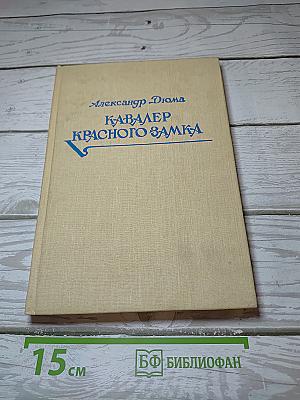 Александр Дюма
КАВАЛЕР
КРАСНОГО ЗАМКА
15 см
БФ БИБЛИОФАН